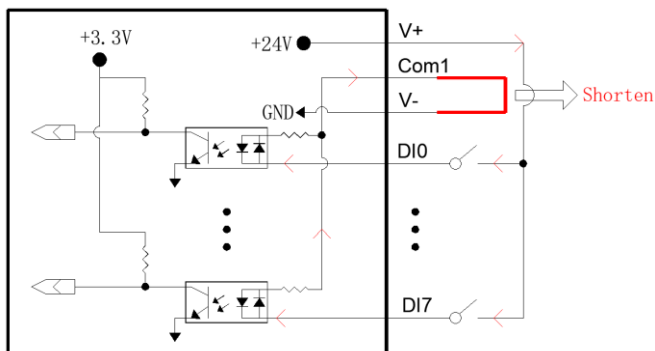 +3.3V
+24V
V+
Com1
GND
V-
Shorten
DI0
DI7